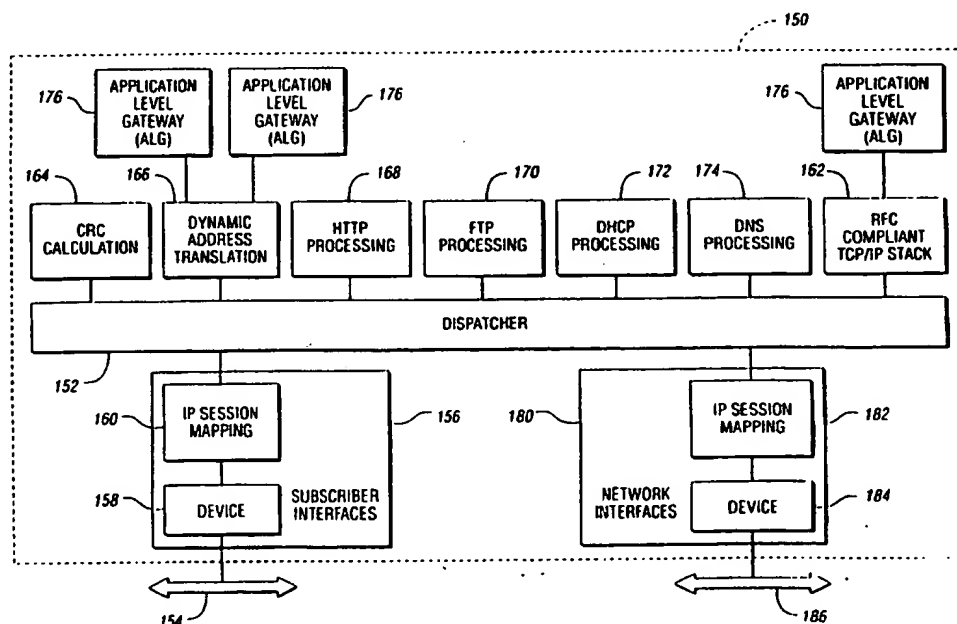 150
176
APPLICATION
LEVEL
GATEWAY
(ALG)
APPLICATION
LEVEL
GATEWAY
(ALG)
176
176
APPLICATION
LEVEL
GATEWAY
(ALG)
164
166
168
170
172
174
162
CRC
CALCULATION
DYNAMIC
ADDRESS
TRANSLATION
HTTP
PROCESSING
FTP
PROCESSING
DHCP
PROCESSING
DNS
PROCESSING
RFC
COMPLIANT
TCP/IP STACK
DISPATCHER
152
160
IP SESSION
MAPPING
156
180
IP SESSION
MAPPING
182
158
DEVICE
SUBSCRIBER
INTERFACES
NETWORK
INTERFACES
DEVICE
184
154
186